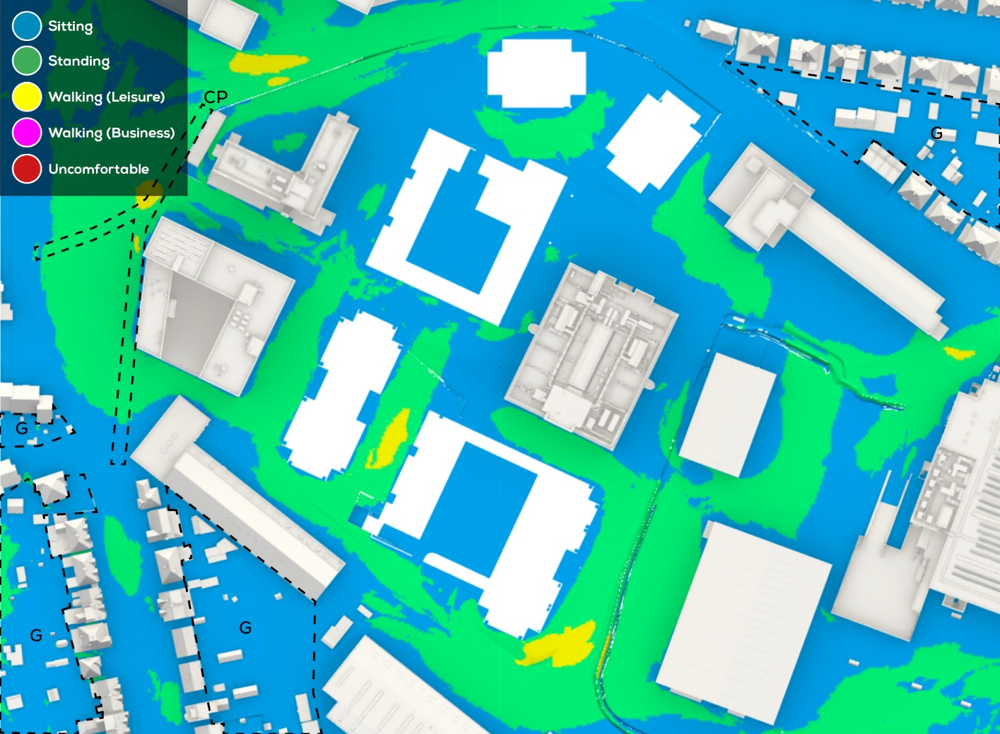 Sitting
Standing
Walking (Leisure)
Walking (Business)
Uncomfortable
CP
G
G
G
G